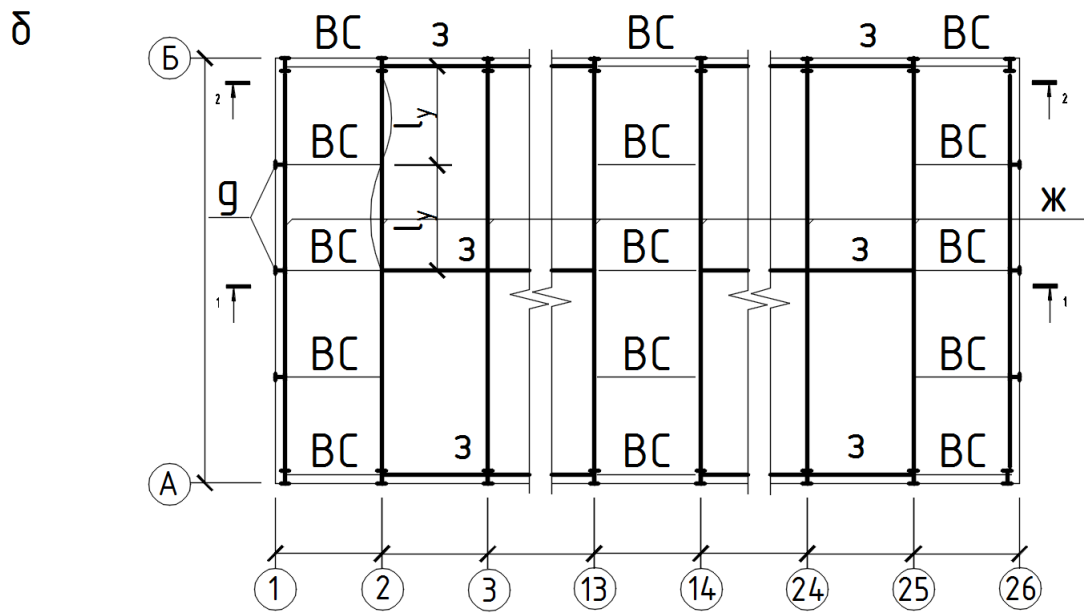 б
ВС з ВС з ВС
Б
2 2
ВС lу ВС ВС
д ж
ВС з lу ВС з ВС
1 1
ВС ВС ВС
ВС з ВС з ВС
А
1 2 3 13 14 24 25 26